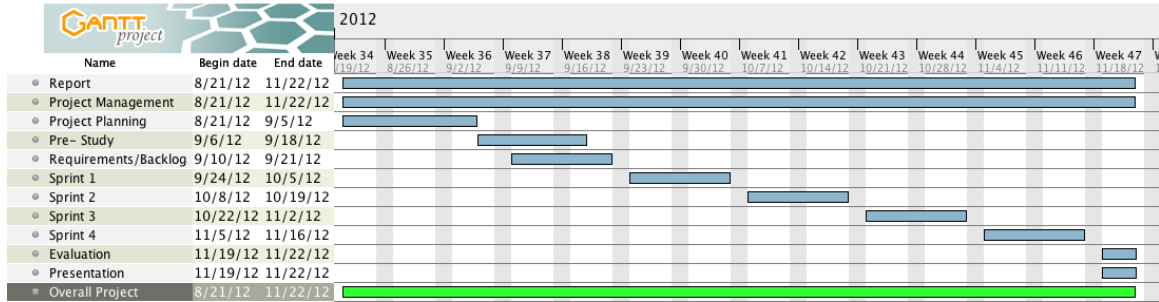 GANTT
project
2012
Week 34 Week 35 Week 36 Week 37 Week 38 Week 39 Week 40 Week 41 Week 42 Week 43 Week 44 Week 45 Week 46 Week 47
Name Begin date End date
/19/12 8/26/12 9/2/12 9/9/12 9/16/12 9/23/12 9/30/12 10/7/12 10/14/12 10/21/12 10/28/12 11/4/12 11/11/12 11/18/12
Report 8/21/12 11/22/12
Project Management 8/21/12 11/22/12
Project Planning 8/21/12 9/5/12
Pre- Study 9/6/12 9/18/12
Requirements/Backlog 9/10/12 9/21/12
Sprint 1 9/24/12 10/5/12
Sprint 2 10/8/12 10/19/12
Sprint 3 10/22/12 11/2/12
Sprint 4 11/5/12 11/16/12
Evaluation 11/19/12 11/22/12
Presentation 11/19/12 11/22/12
Overall Project 8/21/12 11/22/12